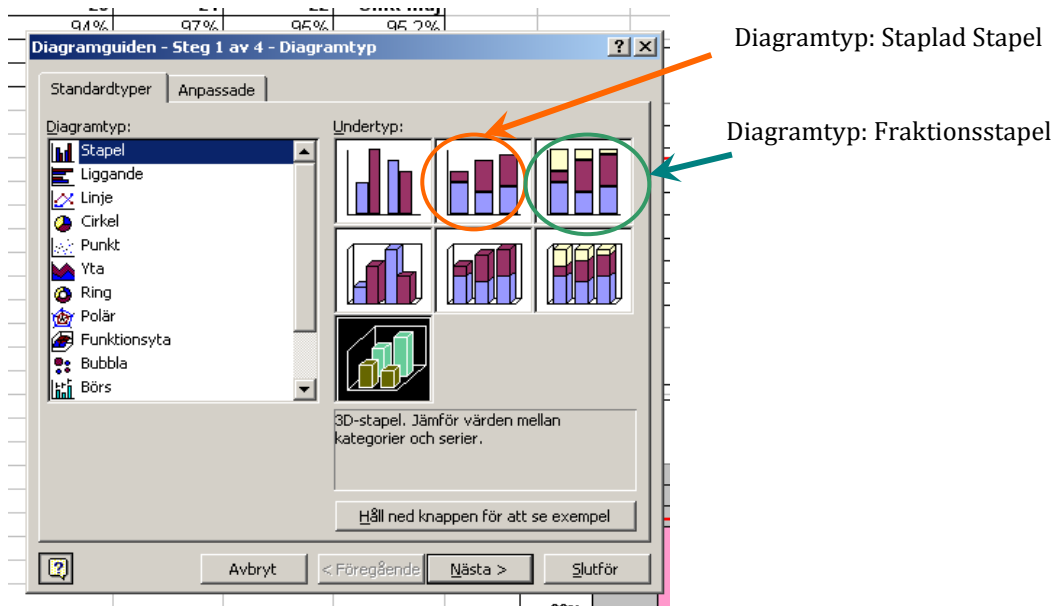 94% 97% 95% 95,2%
Diagramguiden - Steg 1 av 4 - Diagramtyp
Diagramtyp: Staplad Stapel
Standardtyper Anpassade
Diagramtyp: Undertyp:
Diagramtyp: Fraktionsstapel
Stapel
Liggande
Linje
Cirkel
Punkt
Yta
Ring
Polär
Funktionsyta
Bubbla
Börs
3D-stapel. Jämför värden mellan
kategorier och serier.
Håll ned knappen för att se exempel
Avbryt < Föregående Nästa > Slutför